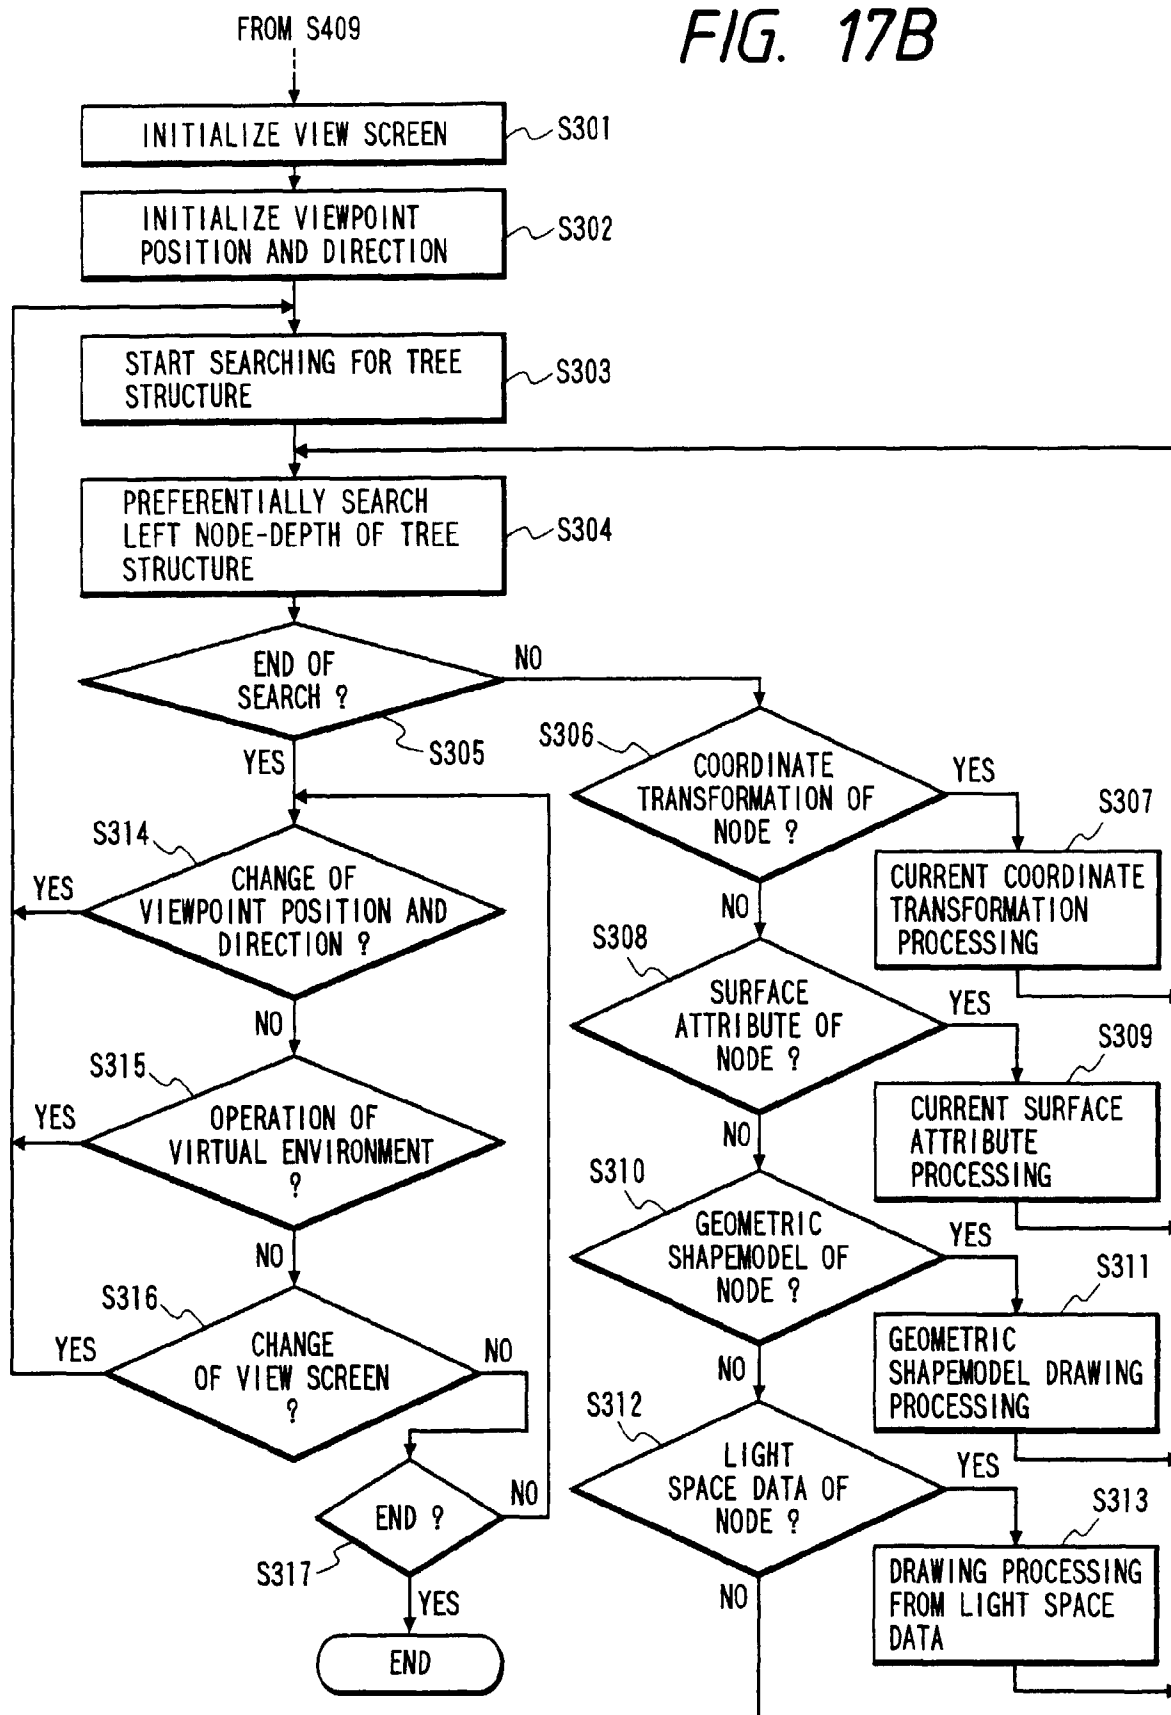 FROM S409
FIG. 17B
INITIALIZE VIEW SCREEN
S301
INITIALIZE VIEWPOINT
POSITION AND DIRECTION
S302
START SEARCHING FOR TREE
STRUCTURE
S303
PREFERENTIALLY SEARCH
LEFT NODE-DEPTH OF TREE
STRUCTURE
S304
END OF
SEARCH ?
NO
S305
YES
S306
COORDINATE
TRANSFORMATION OF
NODE ?
YES
NO
S307
CURRENT COORDINATE
TRANSFORMATION
PROCESSING
S308
SURFACE
ATTRIBUTE OF
NODE ?
YES
NO
S309
CURRENT SURFACE
ATTRIBUTE
PROCESSING
S310
GEOMETRIC
SHAPEMODEL OF
NODE ?
YES
NO
S311
GEOMETRIC
SHAPEMODEL DRAWING
PROCESSING
S312
LIGHT
SPACE DATA OF
NODE ?
YES
NO
S313
DRAWING PROCESSING
FROM LIGHT SPACE
DATA
S314
CHANGE OF
VIEWPOINT POSITION AND
DIRECTION ?
YES
NO
S315
OPERATION OF
VIRTUAL ENVIRONMENT
?
YES
NO
S316
CHANGE
OF VIEW SCREEN
?
YES
NO
END ?
NO
S317
YES
END